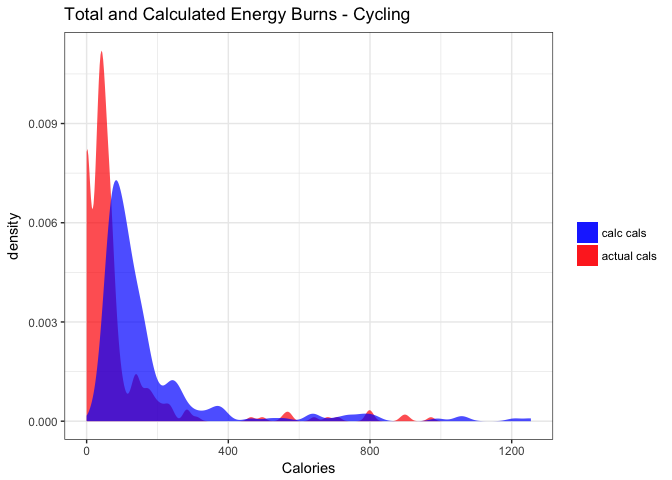 Total and Calculated Energy Burns - Cycling
density
0.009
0.006
0.003
0.000
0
400
800
1200
Calories
calc cals
actual cals